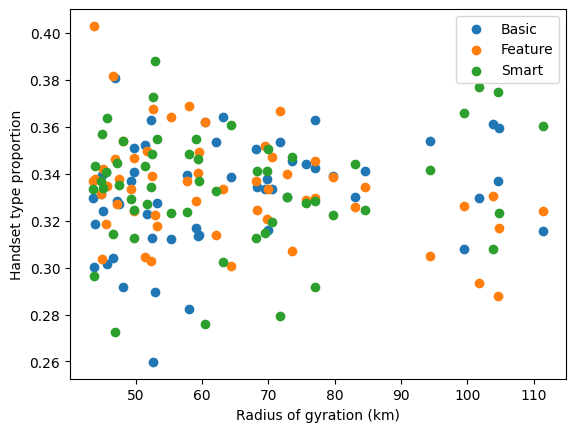 Basic
Feature
Smart
Handset type proportion
0.40
0.38
0.36
0.34
0.32
0.30
0.28
0.26
50 60 70 80 90 100 110
Radius of gyration (km)